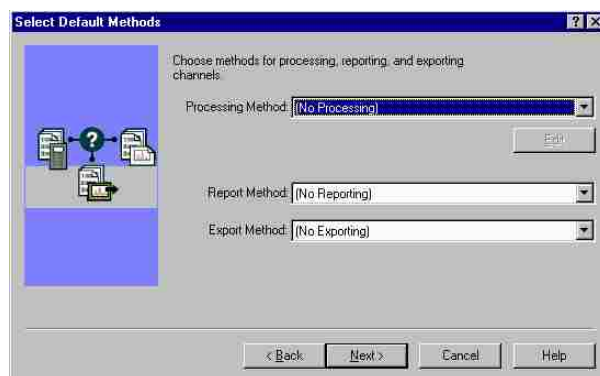 Select Default Methods
Choose methods for processing, reporting, and exporting
channels.
Processing Method: (No Processing)
Edit
Report Method: (No Reporting)
Export Method: (No Exporting)
< Back
Next >
Cancel
Help